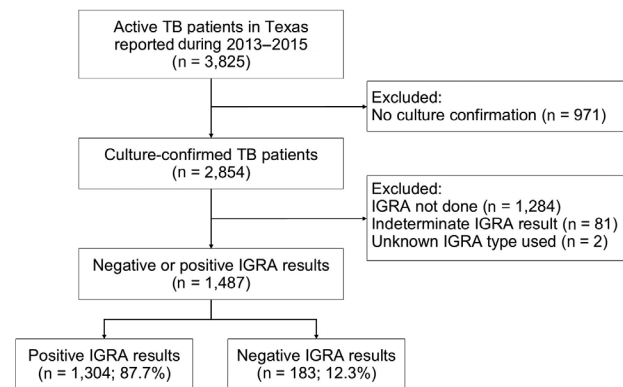 Active TB patients in Texas
reported during 2013–2015
(n = 3,825)
Excluded:
No culture confirmation (n = 971)
Culture-confirmed TB patients
(n = 2,854)
Excluded:
IGRA not done (n = 1,284)
Indeterminate IGRA result (n = 81)
Unknown IGRA type used (n = 2)
Negative or positive IGRA results
(n = 1,487)
Positive IGRA results
(n = 1,304; 87.7%)
Negative IGRA results
(n = 183; 12.3%)